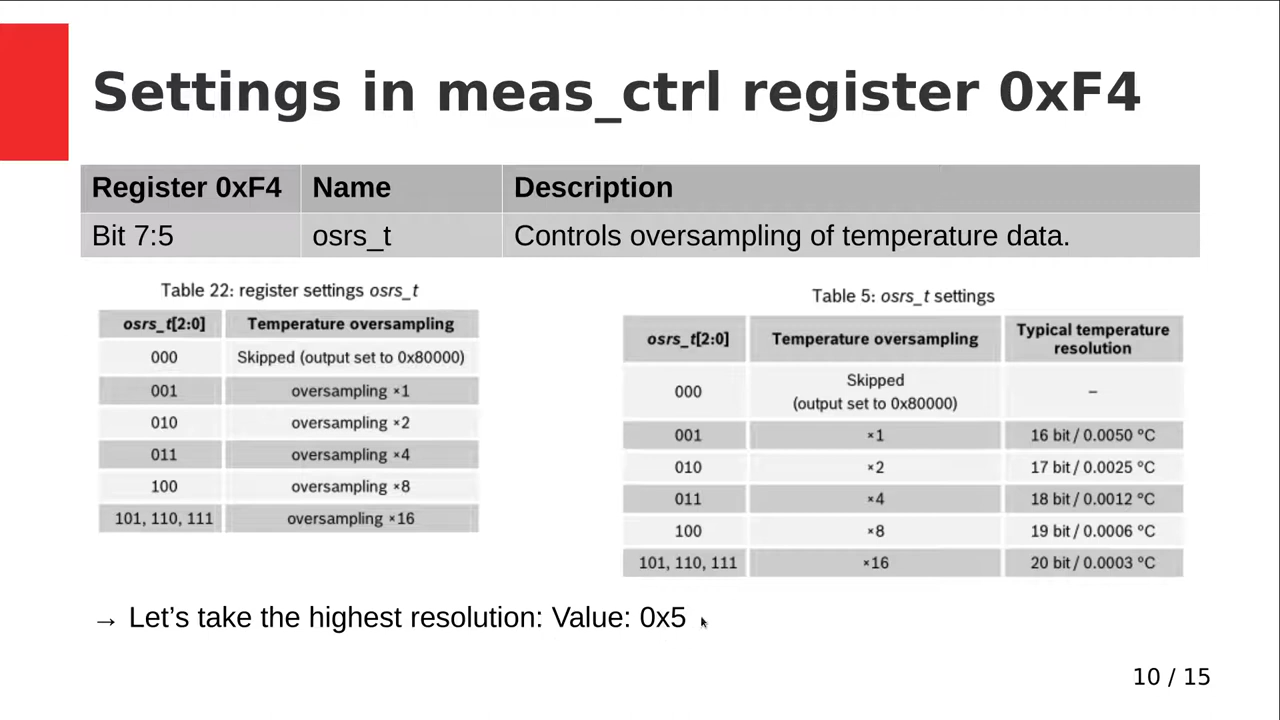 Settings in meas_ctrl register 0xF4
Register 0xF4 Name Description
Bit 7:5 osrs_t Controls oversampling of temperature data.
Table 22: register settings osrs_t
osrs_t[2:0] Temperature oversampling
000 Skipped (output set to 0x80000)
001 oversampling ×1
010 oversampling ×2
011 oversampling ×4
100 oversampling ×8
101, 110, 111 oversampling ×16
Table 5: osrs_t settings
osrs_t[2:0] Temperature oversampling Typical temperature resolution
000 Skipped (output set to 0x80000) –
001 ×1 16 bit / 0.0050 °C
010 ×2 17 bit / 0.0025 °C
011 ×4 18 bit / 0.0012 °C
100 ×8 19 bit / 0.0006 °C
101, 110, 111 ×16 20 bit / 0.0003 °C
→ Let’s take the highest resolution: Value: 0x5
10 / 15